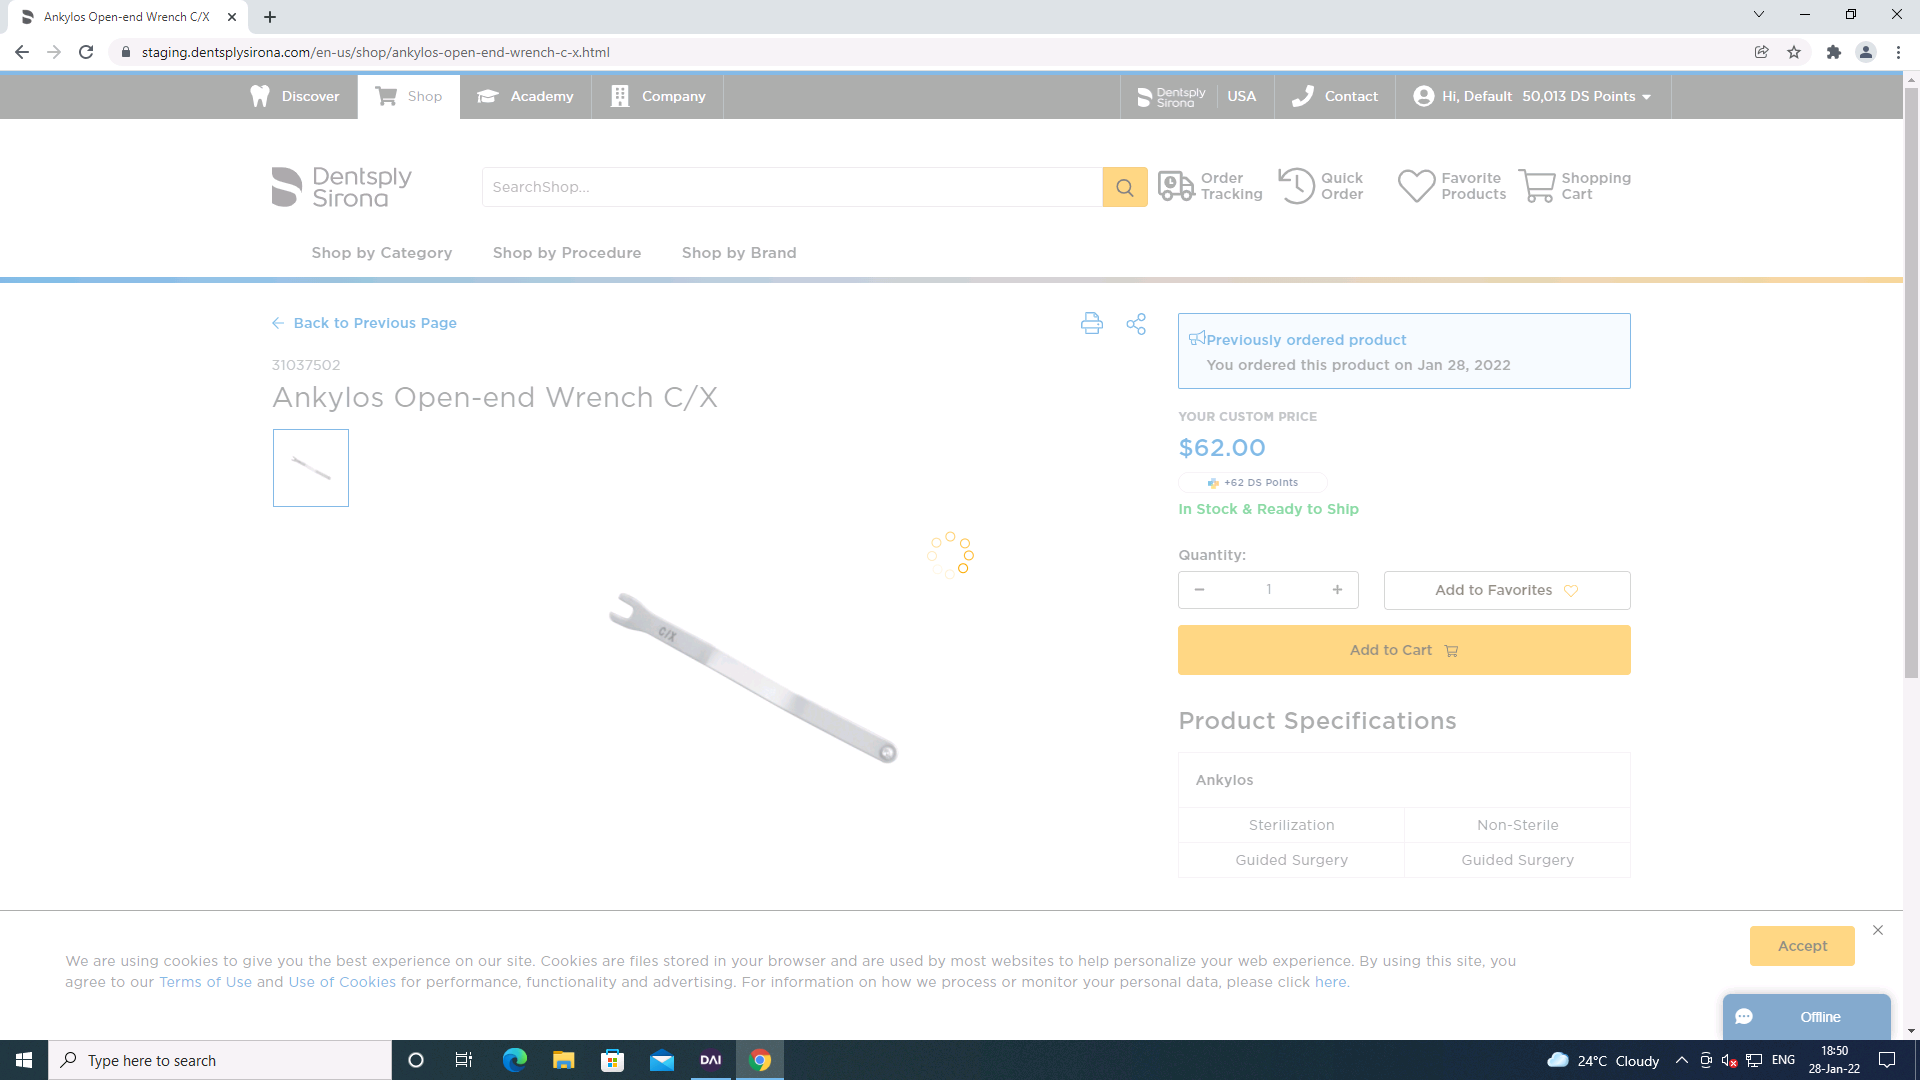 Ankylos Open-end Wrench C/X
staging.dentsplysirona.com/en-us/shop/ankylos-open-end-wrench-c-x.html
Discover Shop Academy Company Dentsply Sirona USA Contact Hi, Default 50,013 DS Points
Dentsply Sirona
SearchShop...
Order Tracking
Quick Order
Favorite Products
Shopping Cart
Shop by Category Shop by Procedure Shop by Brand
Back to Previous Page
31037502
Ankylos Open-end Wrench C/X
C/X
Previously ordered product
You ordered this product on Jan 28, 2022
YOUR CUSTOM PRICE
$62.00
+62 DS Points
In Stock & Ready to Ship
Quantity:
− 1 +
Add to Favorites
Add to Cart
Product Specifications
Ankylos
Sterilization Non-Sterile
Guided Surgery Guided Surgery
We are using cookies to give you the best experience on our site. Cookies are files stored in your browser and are used by most websites to help personalize your web experience. By using this site, you
agree to our Terms of Use and Use of Cookies for performance, functionality and advertising. For information on how we process or monitor your personal data, please click here.
Accept
Offline
Type here to search
DAI
24°C Cloudy
ENG
18:50
28-Jan-22